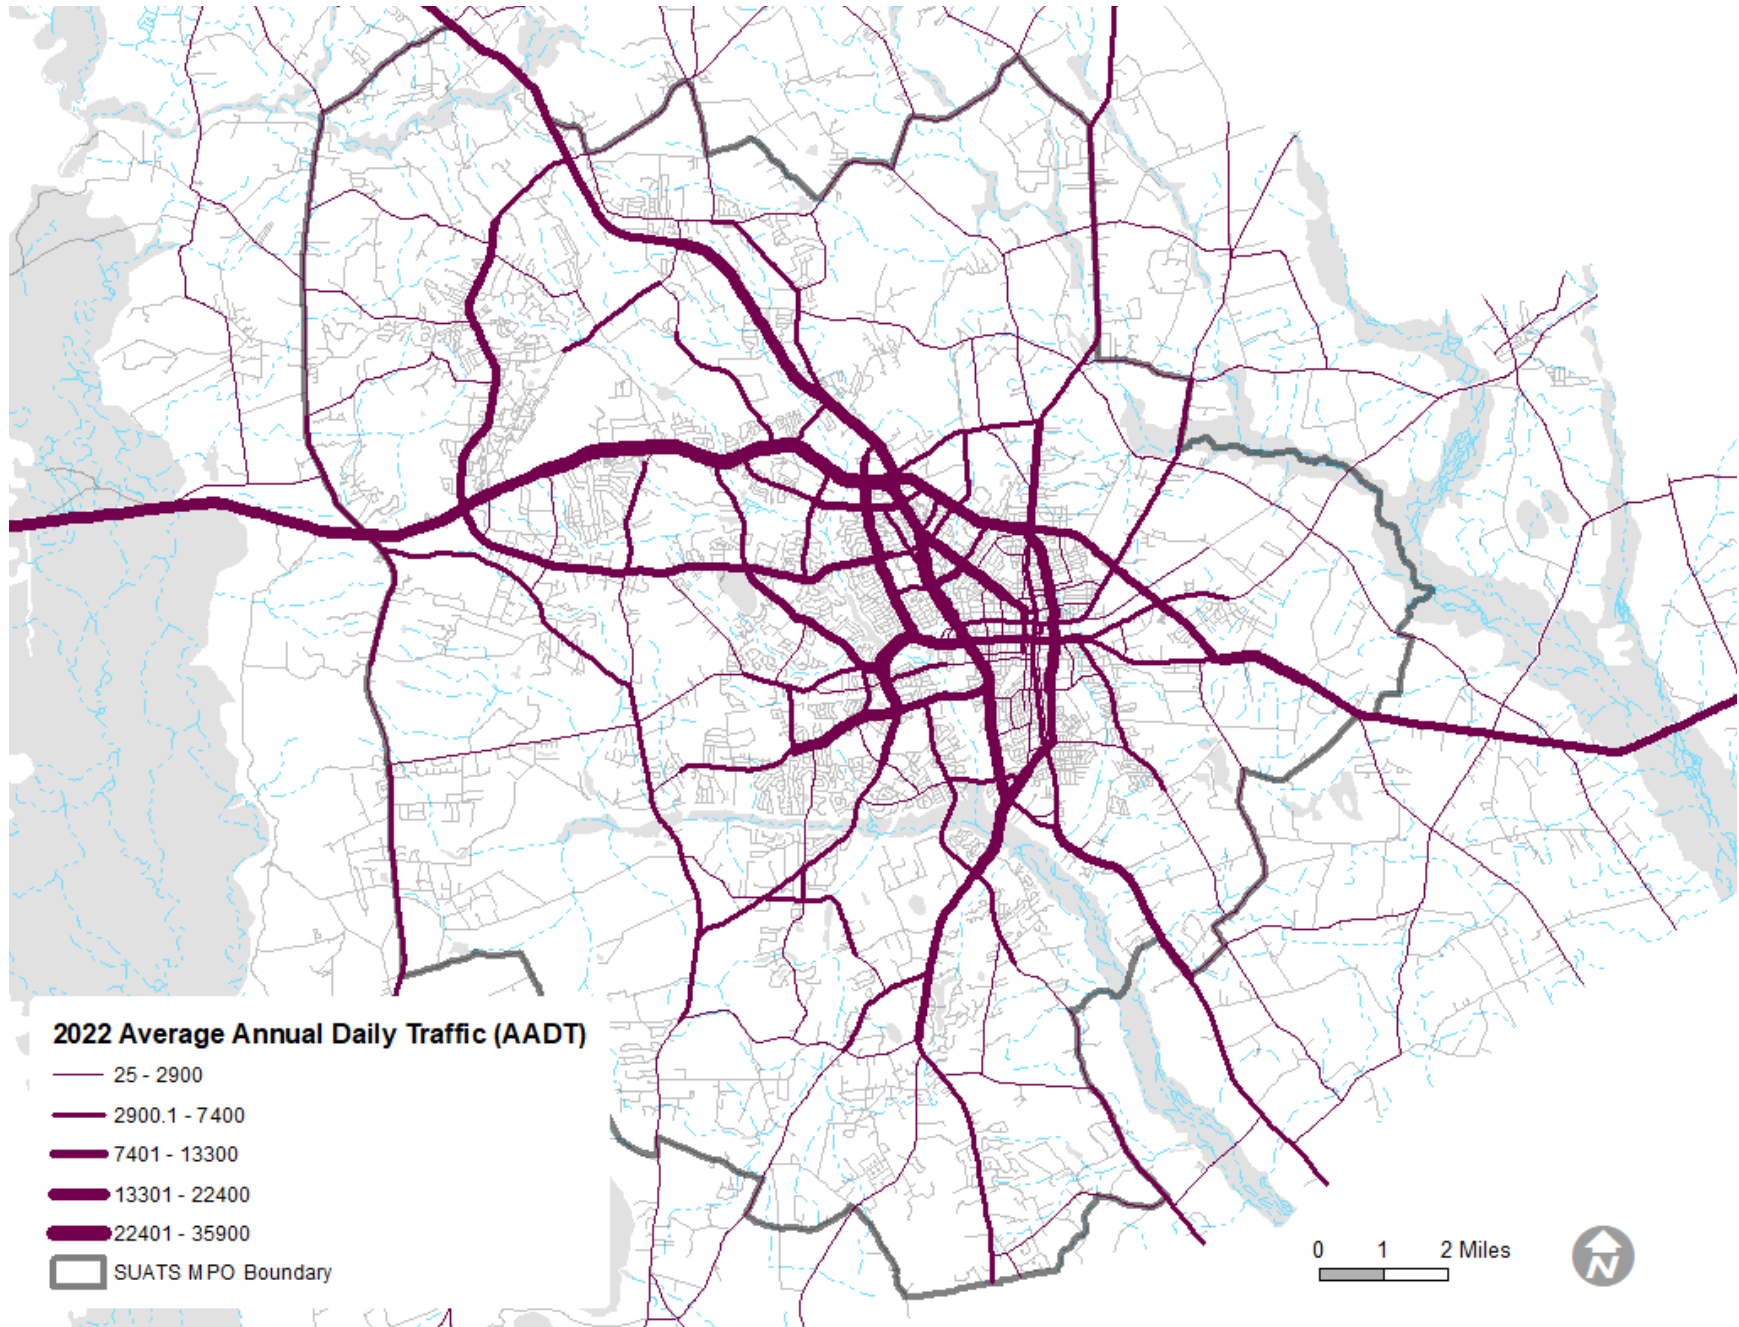 2022 Average Annual Daily Traffic (AADT)
25 - 2900
2900.1 - 7400
7401 - 13300
13301 - 22400
22401 - 35900
SUATS MPO Boundary
0 1 2 Miles
N